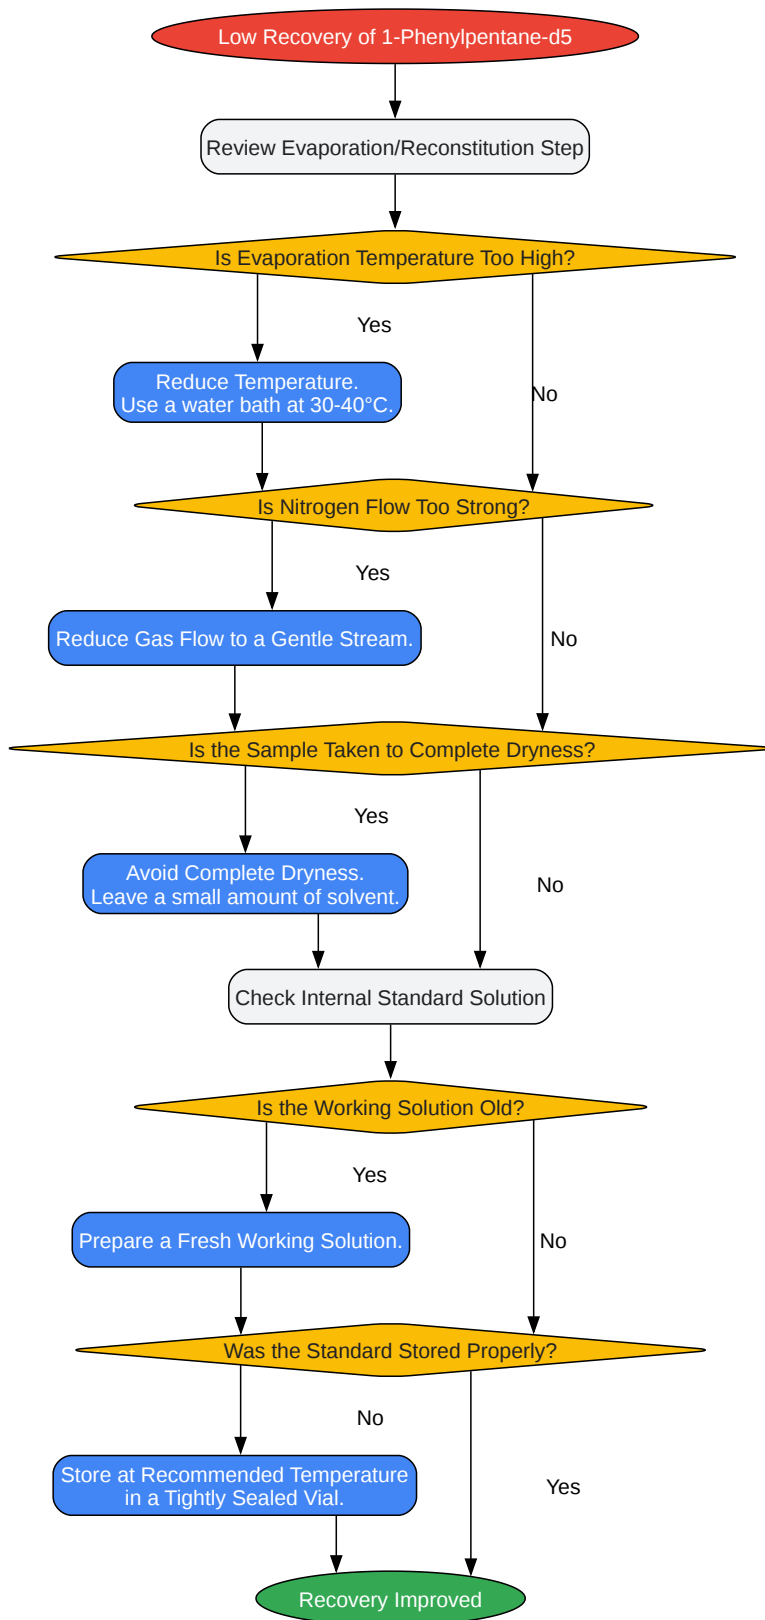 Low Recovery of 1-Phenylpentane-d5
Review Evaporation/Reconstitution Step
Is Evaporation Temperature Too High?
Yes
Reduce Temperature.
Use a water bath at 30-40°C.
No
Is Nitrogen Flow Too Strong?
Yes
Reduce Gas Flow to a Gentle Stream.
No
Is the Sample Taken to Complete Dryness?
Yes
Avoid Complete Dryness.
Leave a small amount of solvent.
No
Check Internal Standard Solution
Is the Working Solution Old?
Yes
Prepare a Fresh Working Solution.
No
Was the Standard Stored Properly?
No
Store at Recommended Temperature
in a Tightly Sealed Vial.
Yes
Recovery Improved